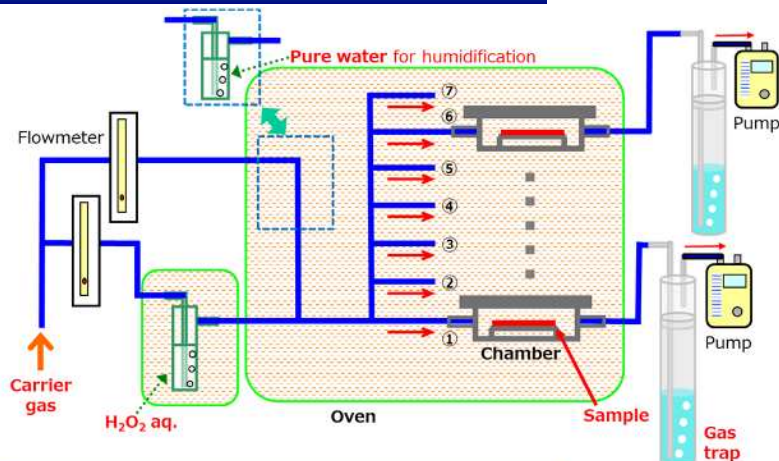 Pure water for humidification
Flowmeter
⑦
⑥
⑤
④
③
②
①
Pump
Pump
Chamber
Carrier
gas
H₂O₂ aq.
Oven
Sample
Gas
trap